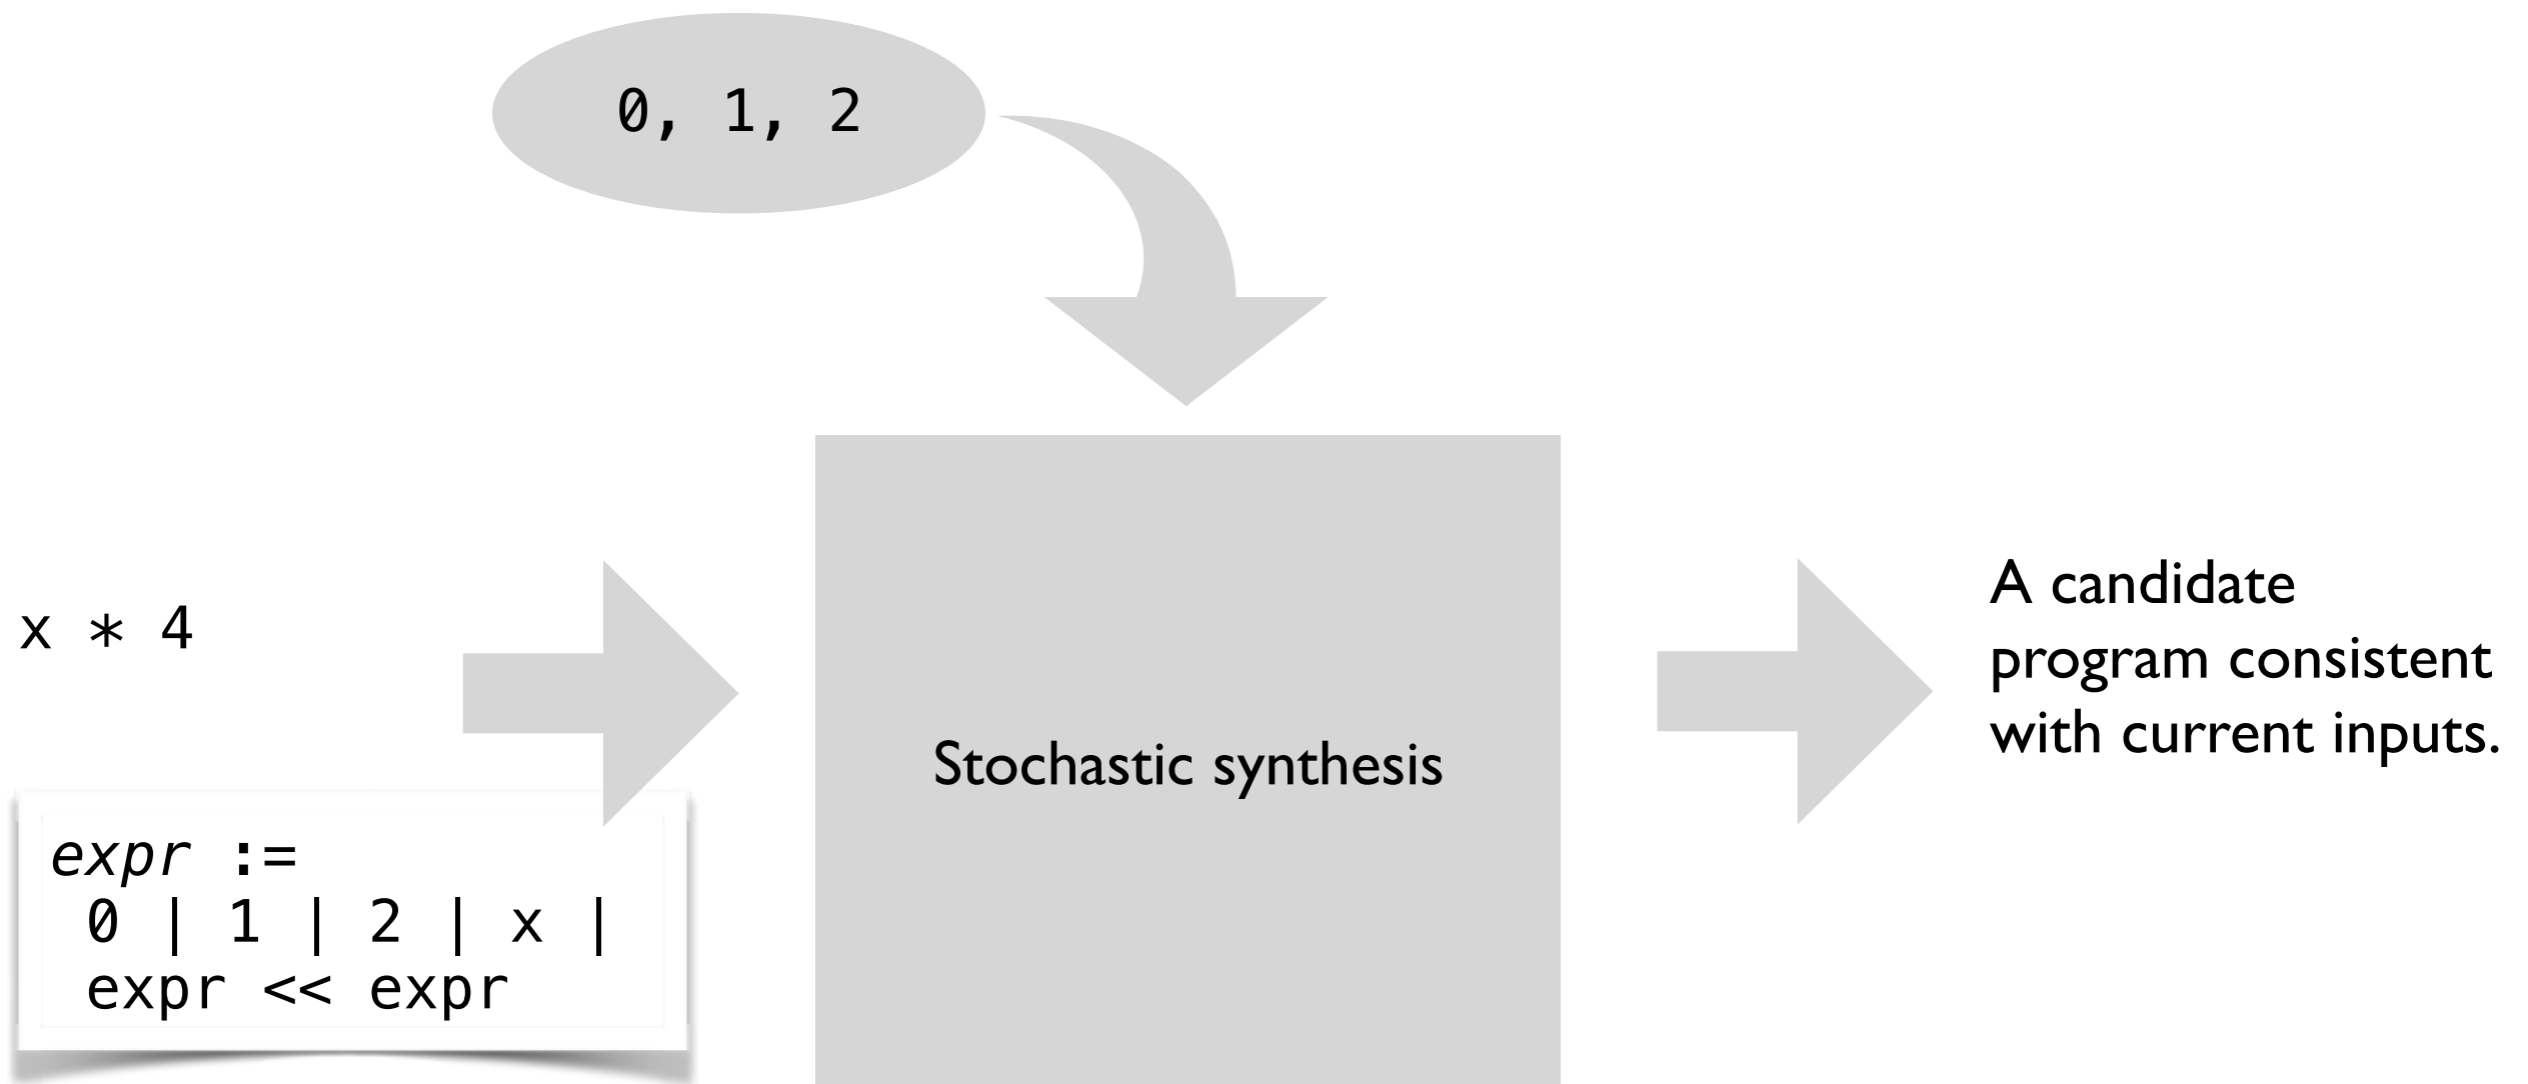 0, 1, 2
x * 4
expr :=
0 | 1 | 2 | x |
expr << expr
Stochastic synthesis
A candidate
program consistent
with current inputs.